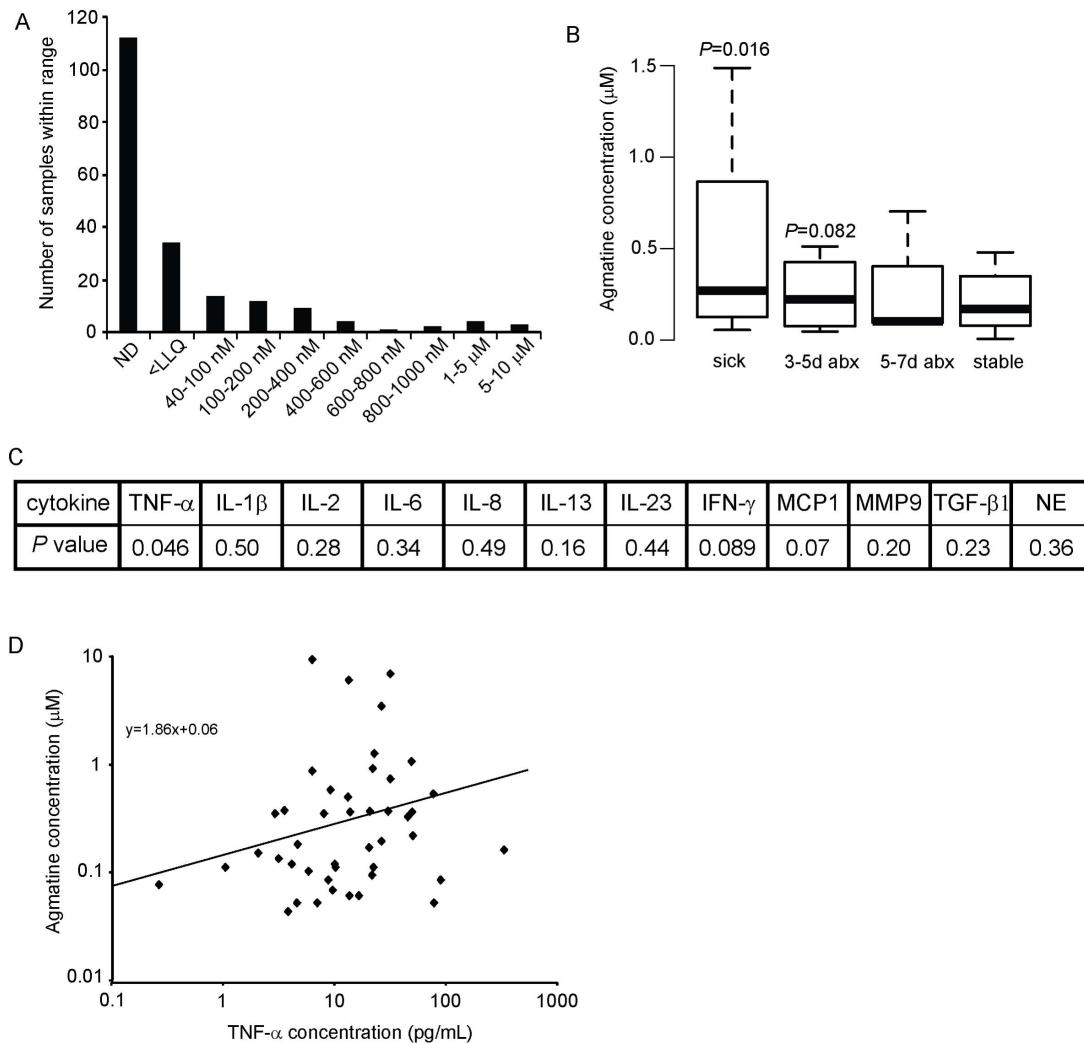 A
Number of samples within range
120
100
80
60
40
20
0
ND
<LLQ
40-100 nM
100-200 nM
200-400 nM
400-600 nM
600-800 nM
800-1000 nM
1-5 μM
5-10 μM
B
Agmatine concentration (μM)
1.5
1.0
0.5
0.0
P=0.016
P=0.082
sick
3-5d abx
5-7d abx
stable
C
cytokine TNF-α IL-1β IL-2 IL-6 IL-8 IL-13 IL-23 IFN-γ MCP1 MMP9 TGF-β1 NE
P value 0.046 0.50 0.28 0.34 0.49 0.16 0.44 0.089 0.07 0.20 0.23 0.36
D
Agmatine concentration (μM)
10
1
0.1
0.01
y=1.86x+0.06
0.1
1
10
100
1000
TNF-α concentration (pg/mL)